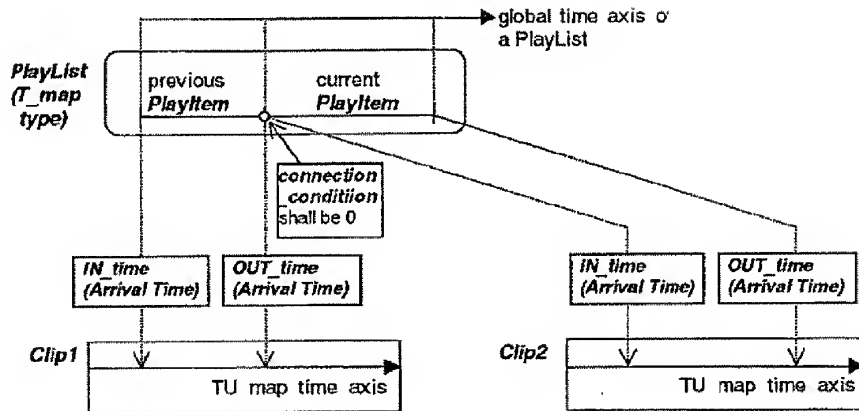 global time axis o
a PlayList
PlayList
(T_map
type)
previous
PlayItem
current
PlayItem
connection
_condition
shall be 0
IN_time
(Arrival Time)
OUT_time
(Arrival Time)
IN_time
(Arrival Time)
OUT_time
(Arrival Time)
Clip1
TU map time axis
Clip2
TU map time axis